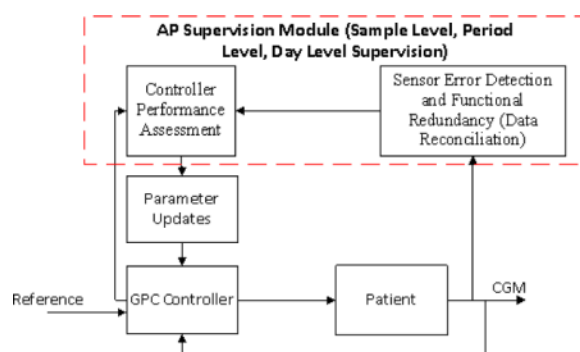 AP Supervision Module (Sample Level, Period
Level, Day Level Supervision)
Controller
Performance
Assessment
Sensor Error Detection
and Functional
Redundancy (Data
Reconciliation)
Parameter
Updates
Reference
GPC Controller
Patient
CGM